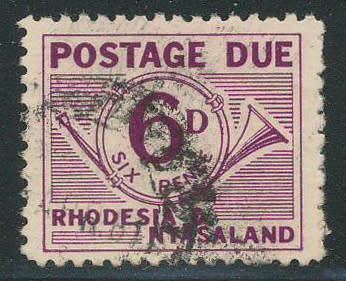 POSTAGE DUE
6D
SIX PENCE
RHODESIA &
NYASALAND